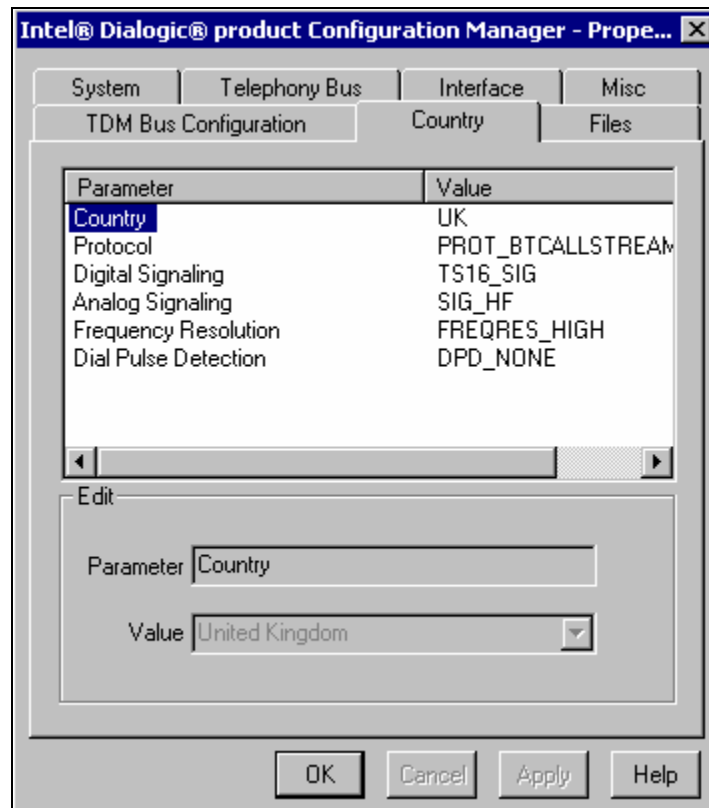 Intel® Dialogic® product Configuration Manager - Prope...
System Telephony Bus Interface Misc
TDM Bus Configuration Country Files
Parameter Value
Country UK
Protocol PROT_BTCALLSTREAM
Digital Signaling TS16_SIG
Analog Signaling SIG_HF
Frequency Resolution FREQRES_HIGH
Dial Pulse Detection DPD_NONE
Edit
Parameter Country
Value United Kingdom
OK Cancel Apply Help